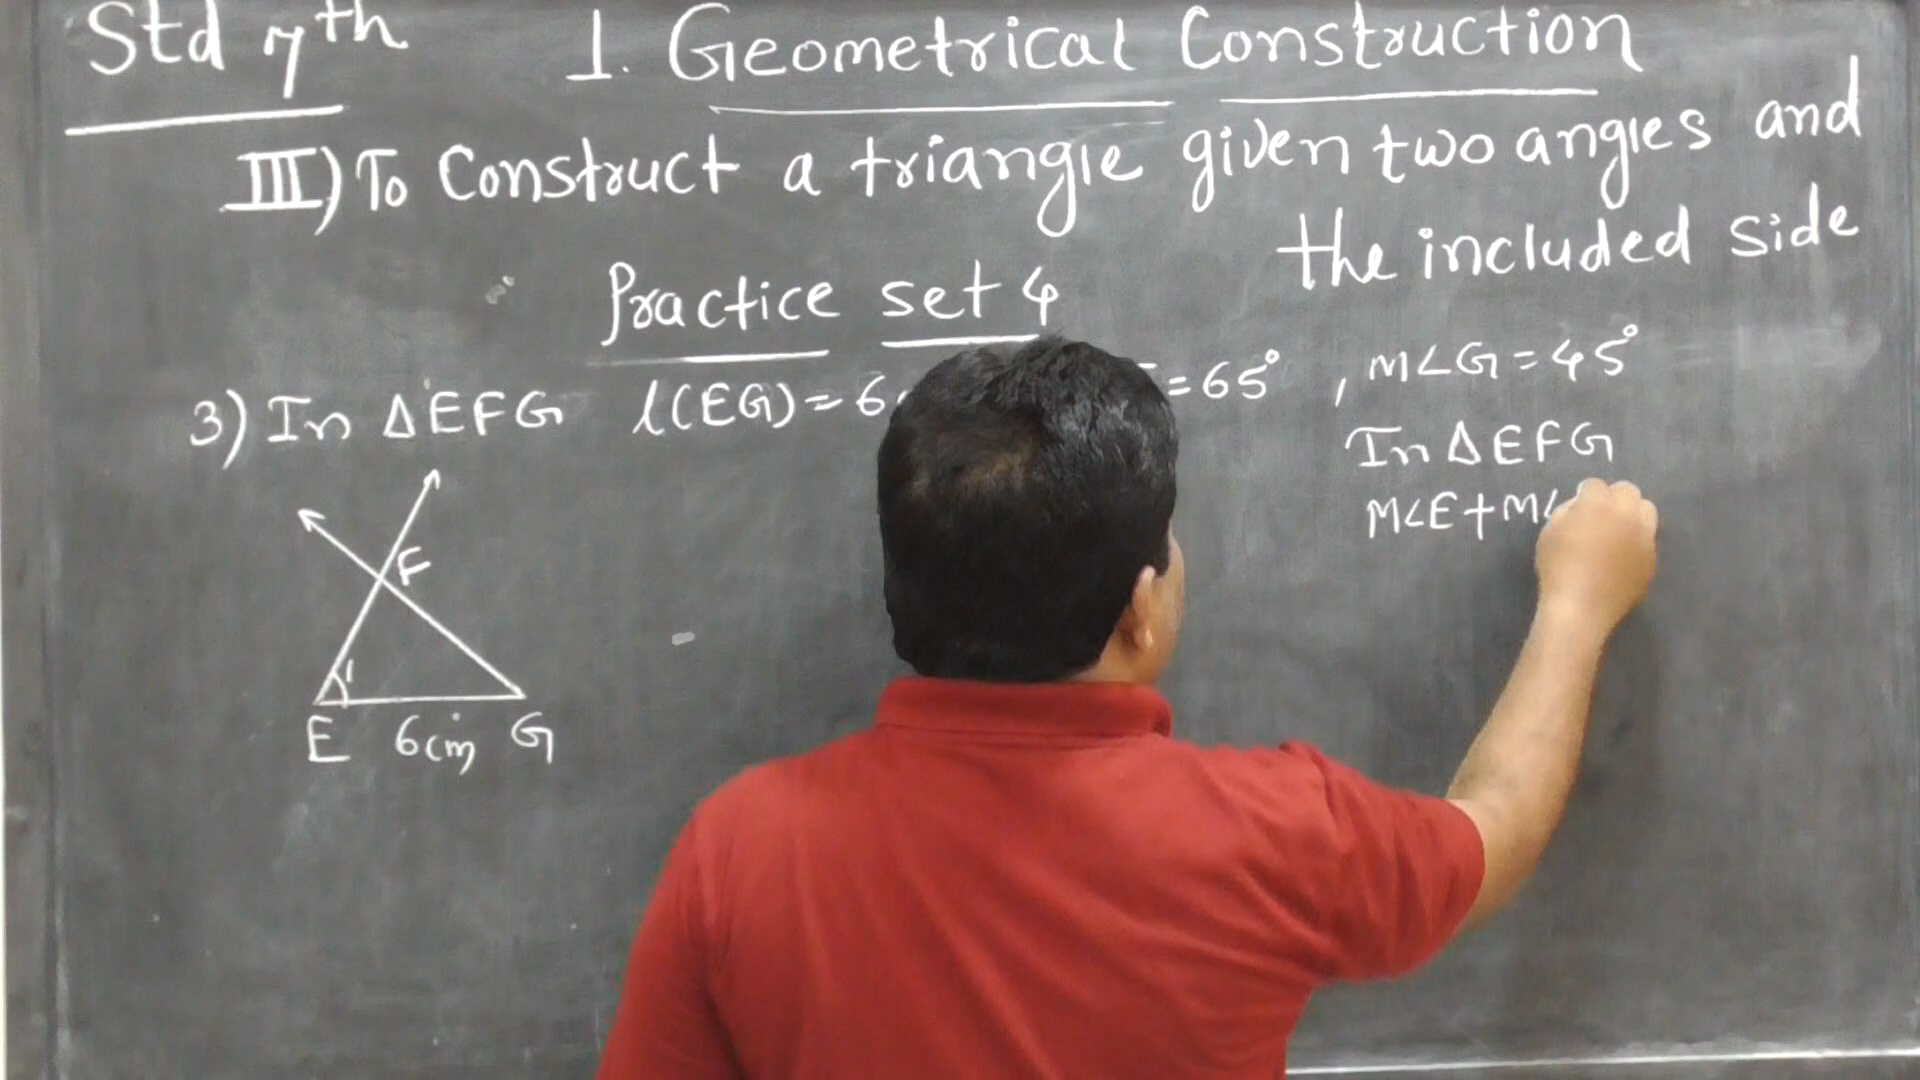 Std 7th 1. Geometrical Construction
III) To Construct a triangle given two angles and
the included side
Practice set 4
3) In ΔEFG l(EG) = 6 = 65° , m∠G = 45°
In ΔEFG
m∠E + m∠
F
E 6cm G